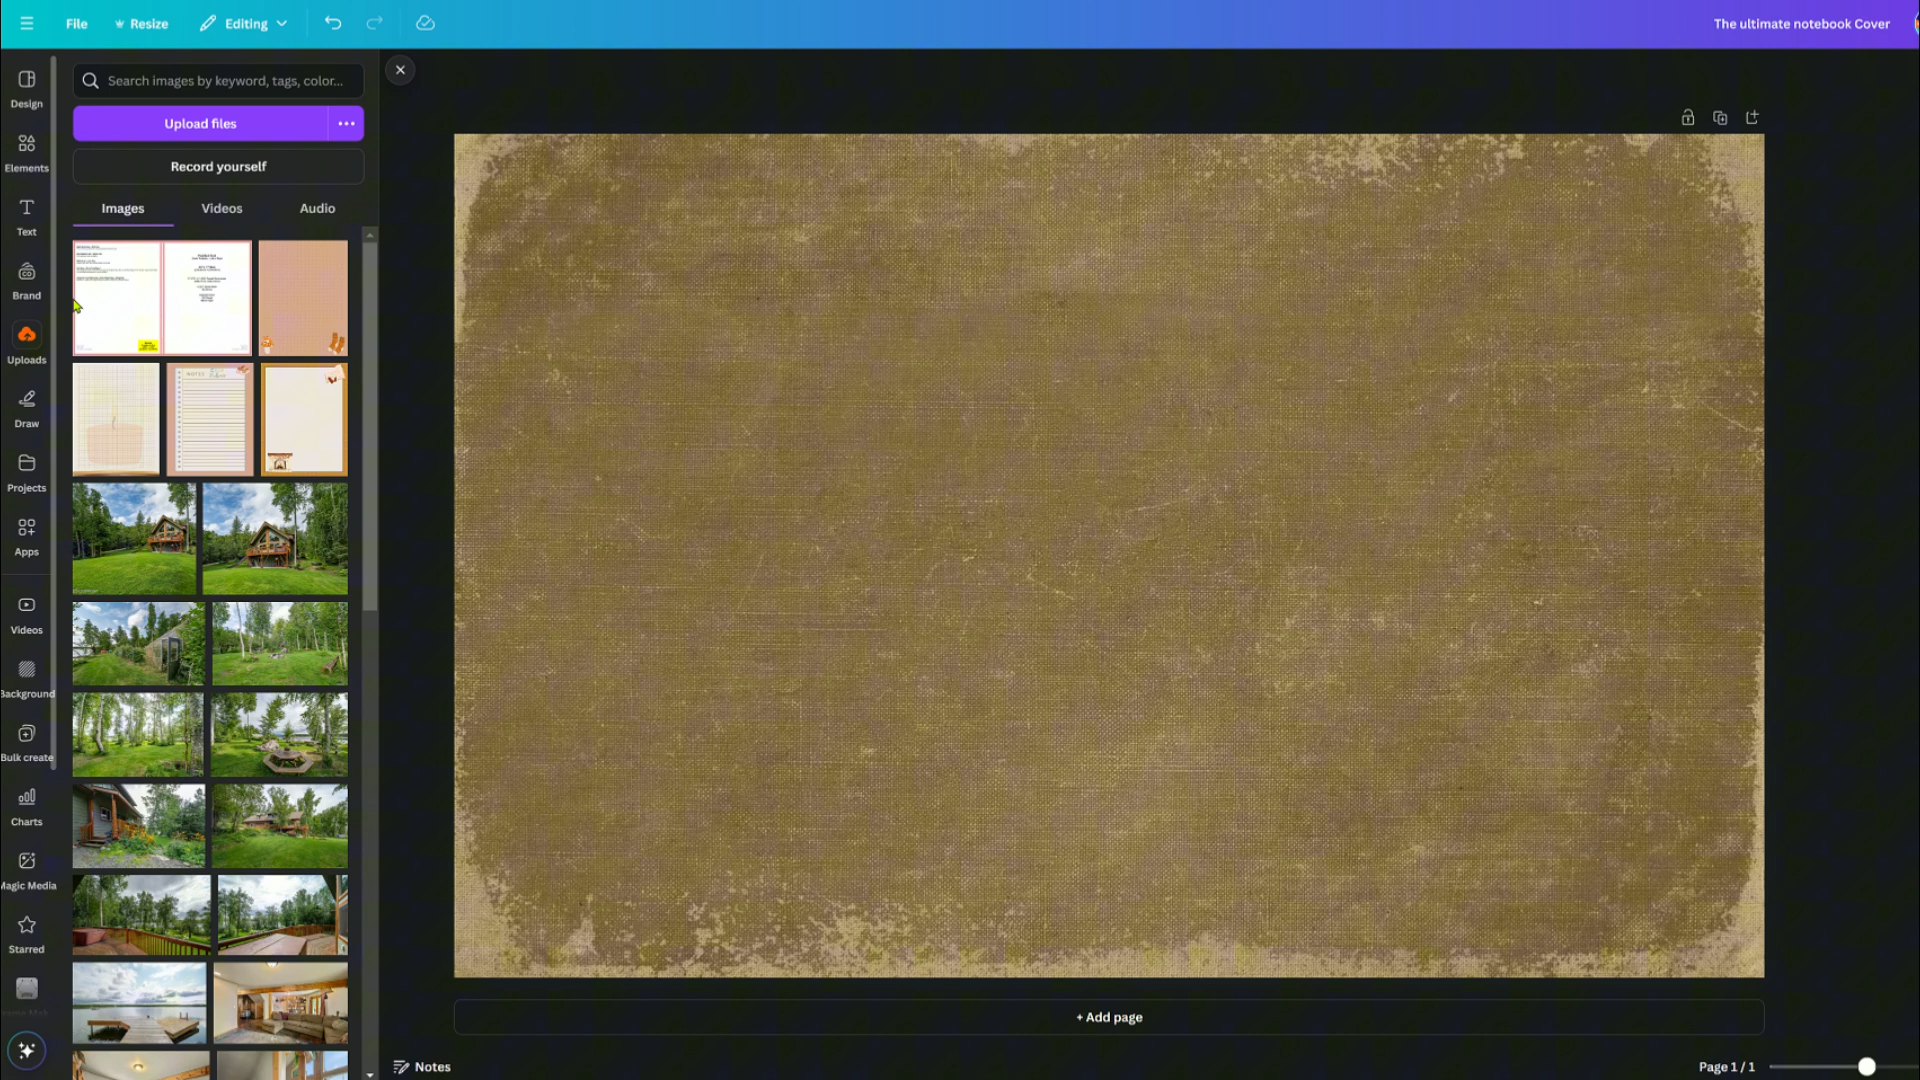 File
Resize
Editing
The ultimate notebook Cover
Search images by keyword, tags, color...
Upload files
Record yourself
Images
Videos
Audio
Design
Elements
Text
Brand
Uploads
Draw
Projects
Apps
Videos
Background
Bulk create
Charts
Magic Media
Starred
NOTES
+ Add page
Notes
Page 1 / 1